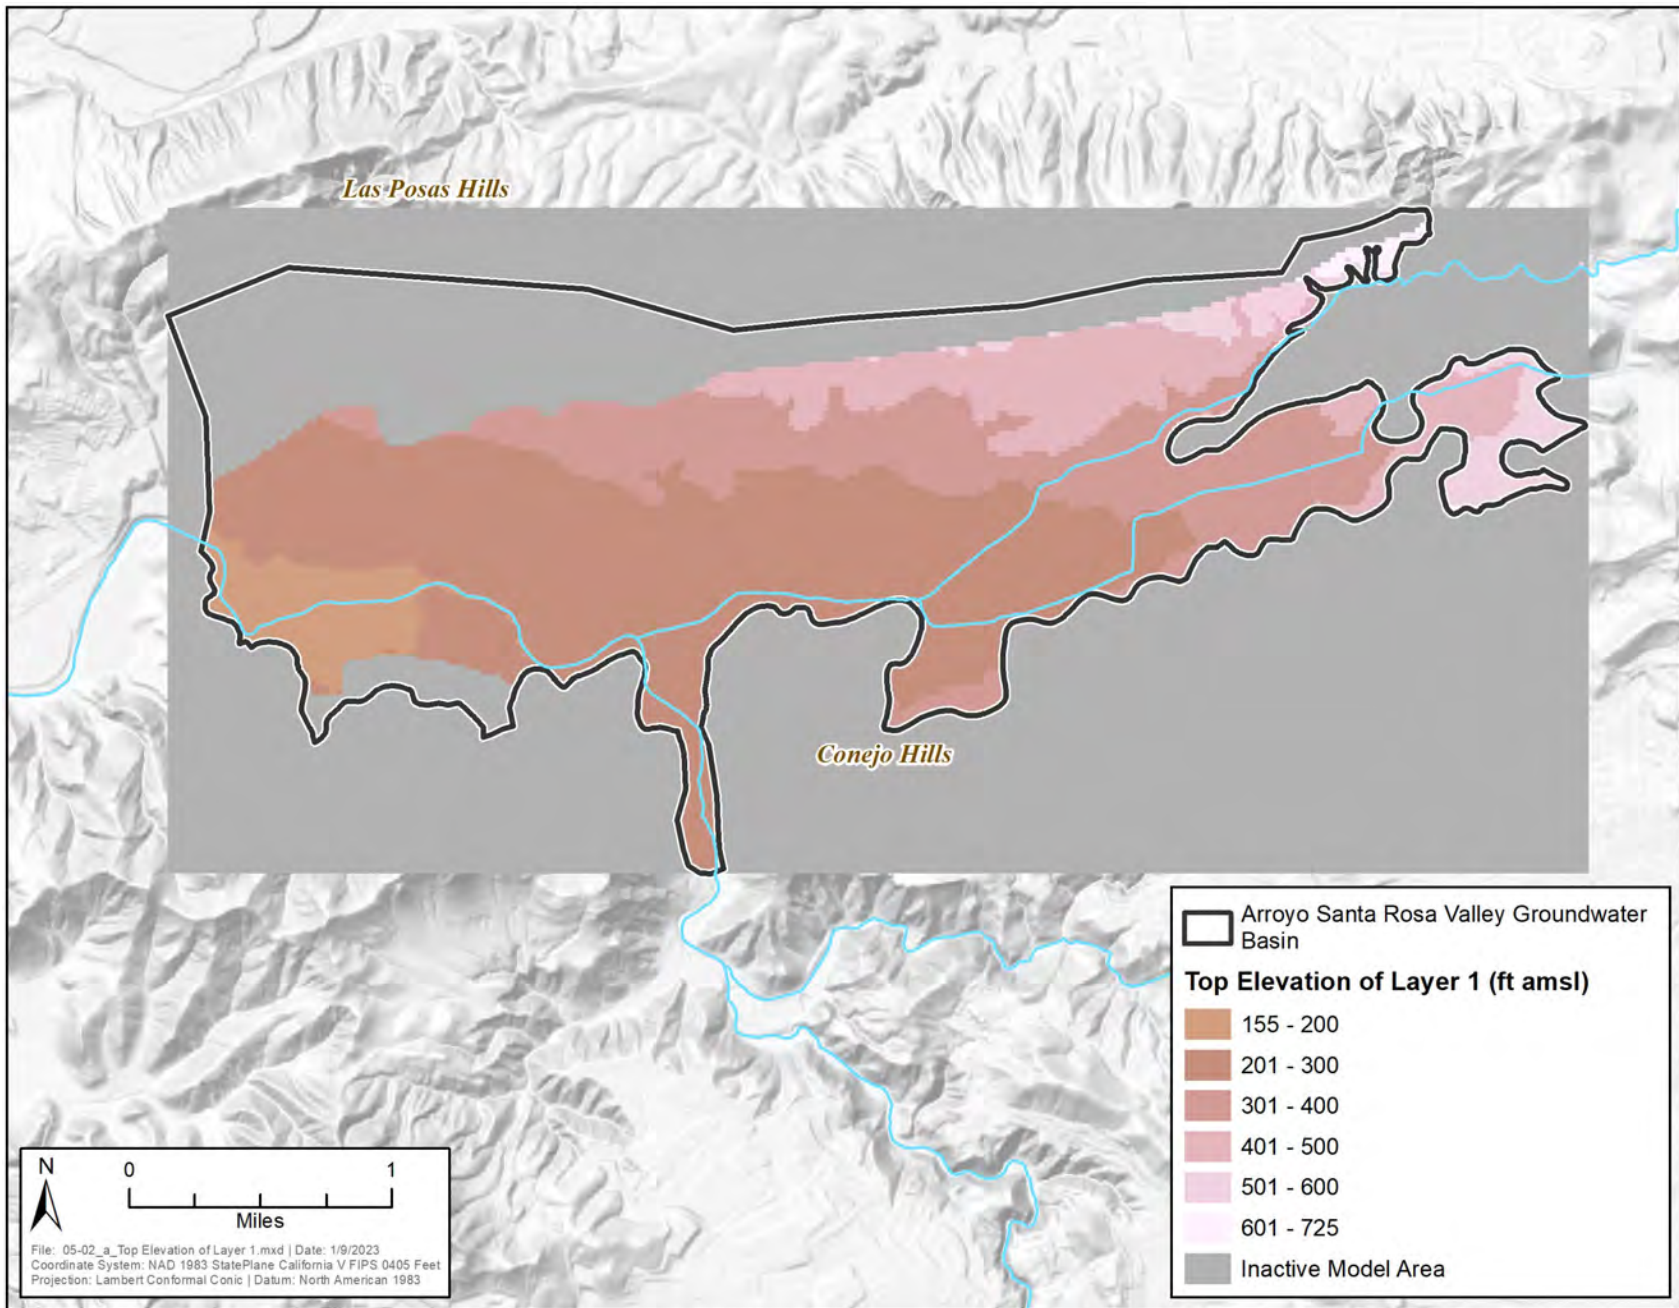 Las Posas Hills
Conejo Hills
Arroyo Santa Rosa Valley Groundwater
Basin
Top Elevation of Layer 1 (ft amsl)
155 - 200
201 - 300
301 - 400
401 - 500
501 - 600
601 - 725
Inactive Model Area
N
0 1
Miles
File: 05-02_a_Top Elevation of Layer 1.mxd | Date: 1/9/2023
Coordinate System: NAD 1983 StatePlane California V FIPS 0405 Feet
Projection: Lambert Conformal Conic | Datum: North American 1983